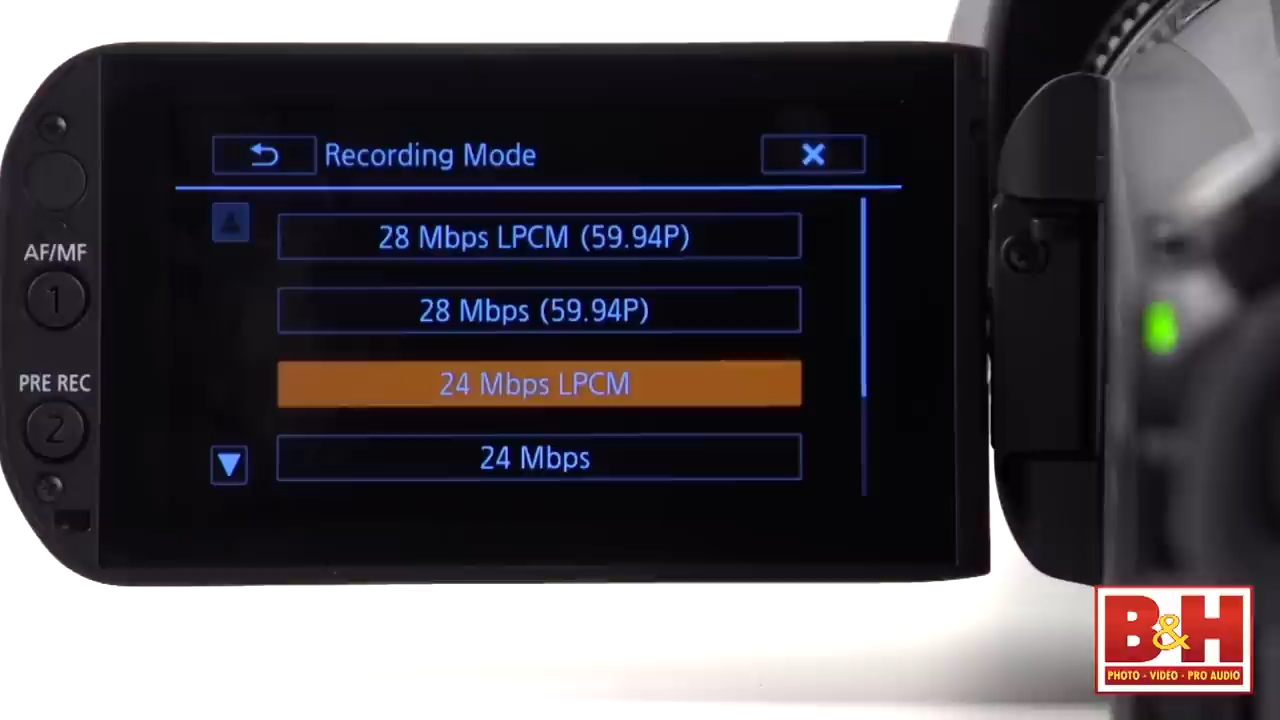 Recording Mode
28 Mbps LPCM (59.94P)
28 Mbps (59.94P)
24 Mbps LPCM
24 Mbps
AF/MF
1
PRE REC
2
B&H
PHOTO - VIDEO - PRO AUDIO